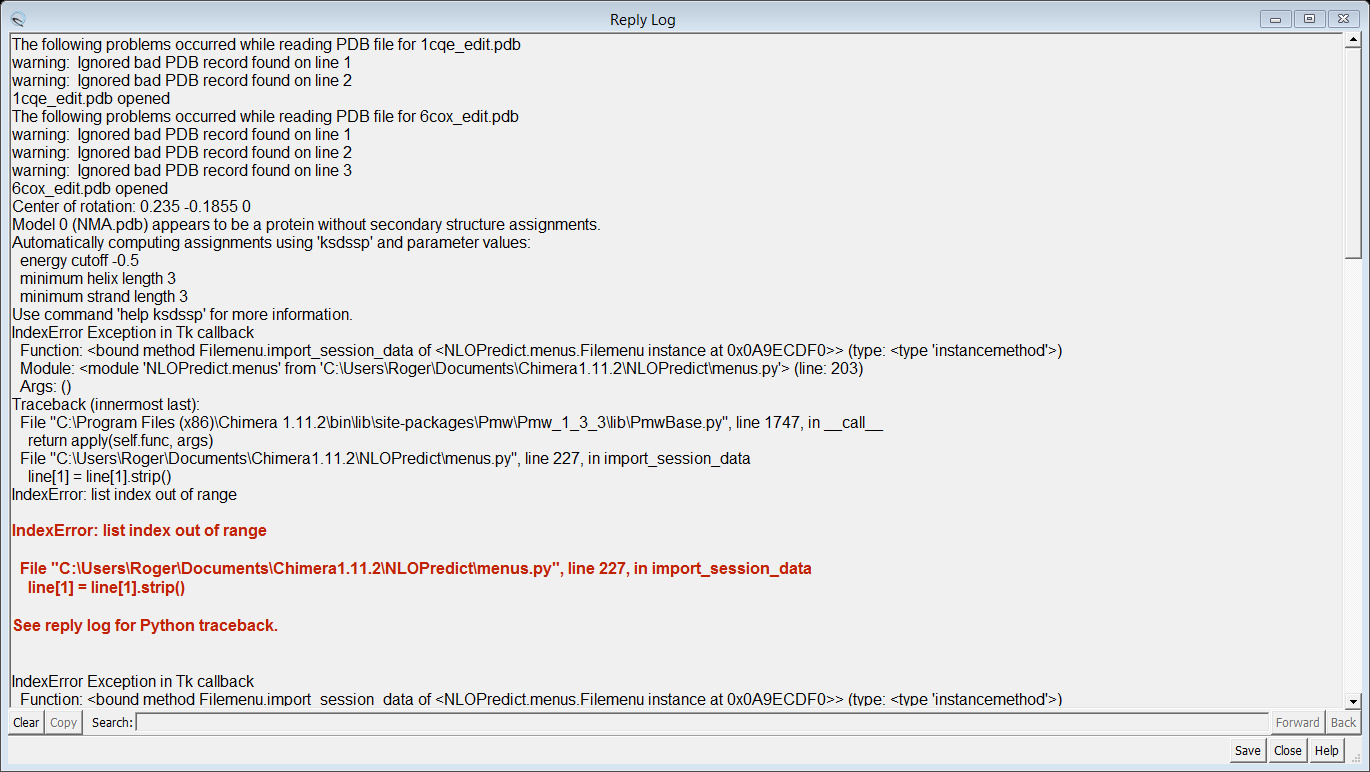 Reply Log
The following problems occurred while reading PDB file for 1cqe_edit.pdb
warning:  Ignored bad PDB record found on line 1
warning:  Ignored bad PDB record found on line 2
1cqe_edit.pdb opened
The following problems occurred while reading PDB file for 6cox_edit.pdb
warning:  Ignored bad PDB record found on line 1
warning:  Ignored bad PDB record found on line 2
warning:  Ignored bad PDB record found on line 3
6cox_edit.pdb opened
Center of rotation: 0.235 -0.1855 0
Model 0 (NMA.pdb) appears to be a protein without secondary structure assignments.
Automatically computing assignments using 'ksdssp' and parameter values:
  energy cutoff -0.5
  minimum helix length 3
  minimum strand length 3
Use command 'help ksdssp' for more information.
IndexError Exception in Tk callback
  Function: <bound method Filemenu.import_session_data of <NLOPredict.menus.Filemenu instance at 0x0A9ECDF0>> (type: <type 'instancemethod'>)
  Module: <module 'NLOPredict.menus' from 'C:\Users\Roger\Documents\Chimera1.11.2\NLOPredict\menus.py'> (line: 203)
  Args: ()
Traceback (innermost last):
  File "C:\Program Files (x86)\Chimera 1.11.2\bin\lib\site-packages\Pmw\Pmw_1_3_3\lib\PmwBase.py", line 1747, in __call__
    return apply(self.func, args)
  File "C:\Users\Roger\Documents\Chimera1.11.2\NLOPredict\menus.py", line 227, in import_session_data
    line[1] = line[1].strip()
IndexError: list index out of range
IndexError: list index out of range
  File "C:\Users\Roger\Documents\Chimera1.11.2\NLOPredict\menus.py", line 227, in import_session_data
    line[1] = line[1].strip()
See reply log for Python traceback.
IndexError Exception in Tk callback
  Function: <bound method Filemenu.import_session_data of <NLOPredict.menus.Filemenu instance at 0x0A9ECDF0>> (type: <type 'instancemethod'>)
Clear Copy Search: Forward Back
Save Close Help